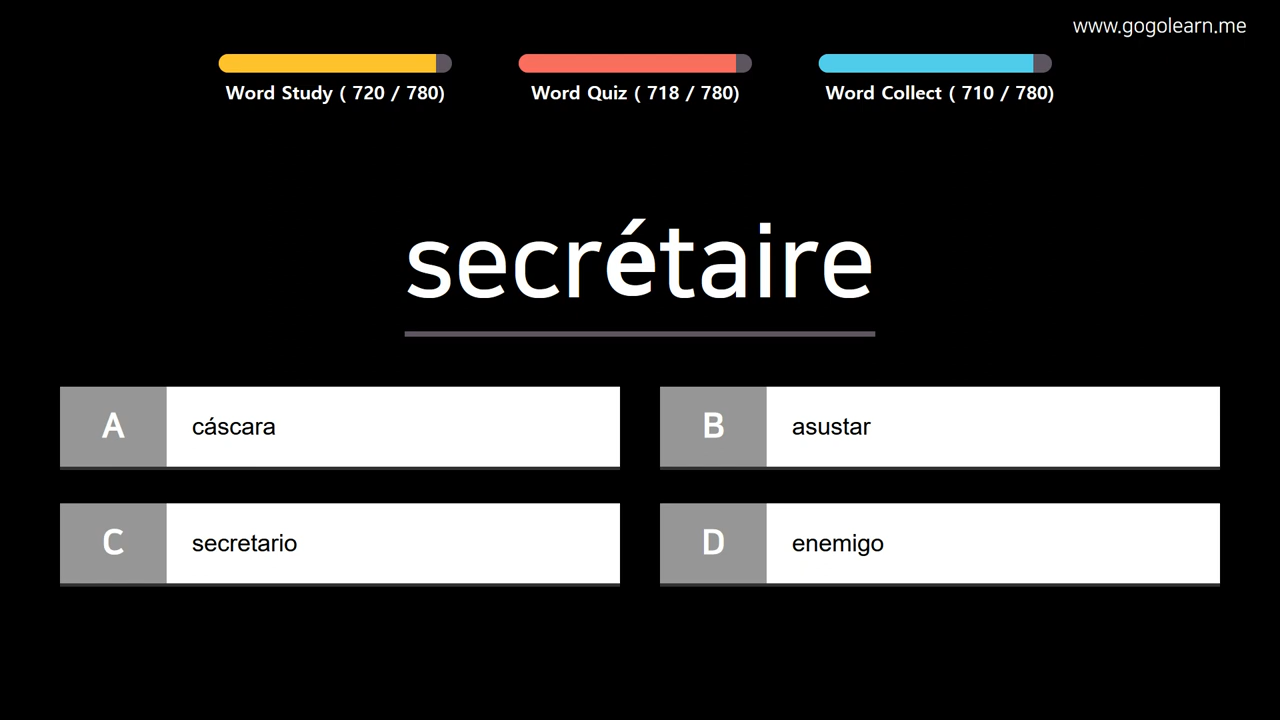 www.gogolearn.me
Word Study ( 720 / 780)
Word Quiz ( 718 / 780)
Word Collect ( 710 / 780)
secrétaire
A
cáscara
B
asustar
C
secretario
D
enemigo